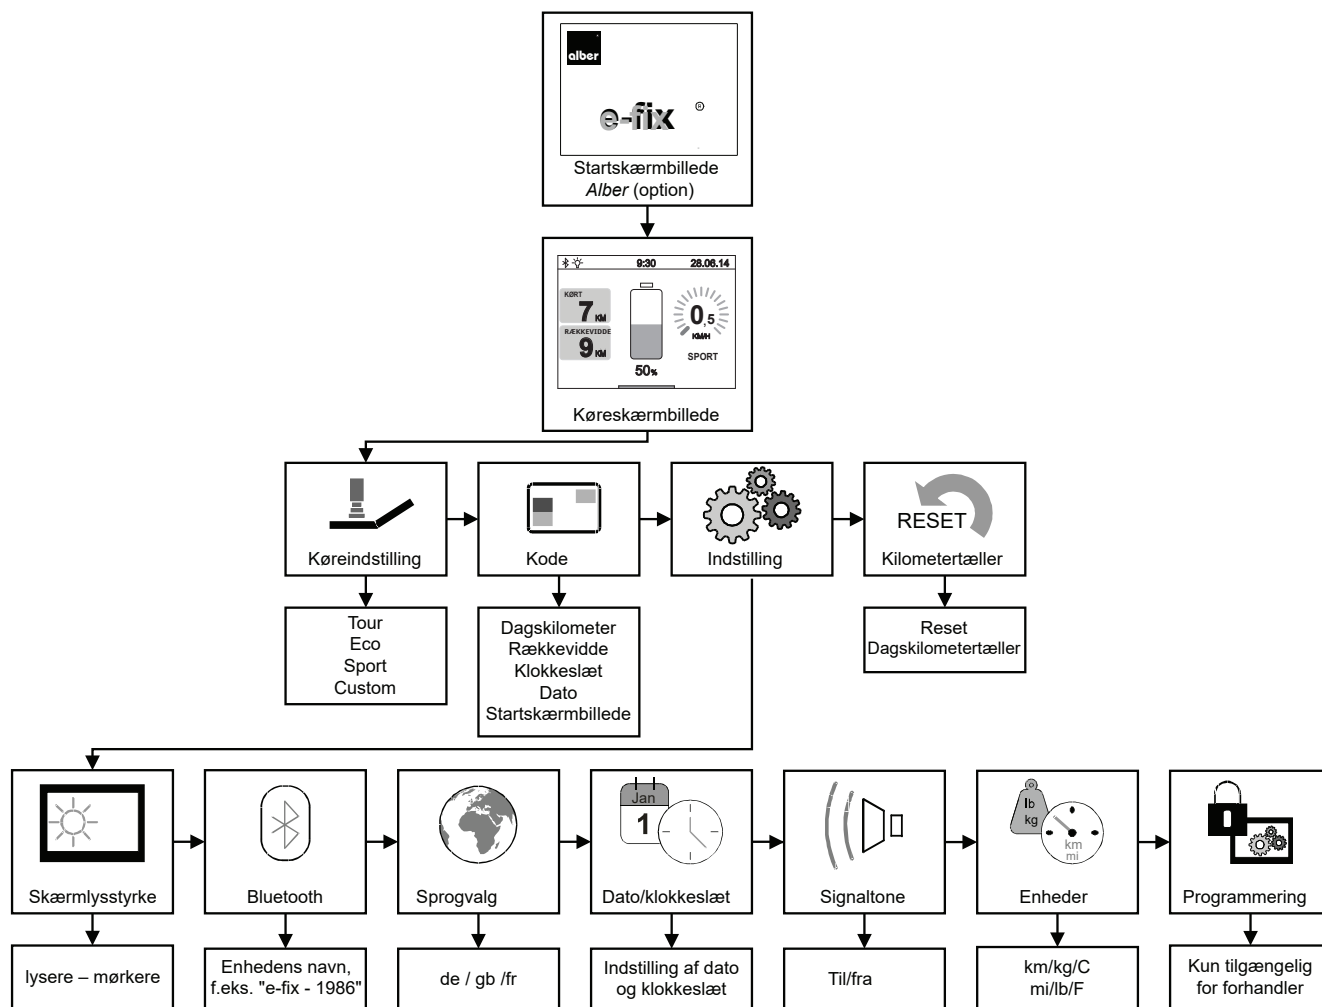 alber
e-fix ®
Startskærmbillede
Alber (option)
9:30 28.06.14
KØRT
7 KM
RÆKKEVIDDE
9 KM
50%
0,5
KM/H
SPORT
Køreskærmbillede
Køreindstilling
Kode
Indstilling
RESET
Kilometertæller
Tour
Eco
Sport
Custom
Dagskilometer
Rækkevidde
Klokkeslæt
Dato
Startskærmbillede
Reset
Dagskilometertæller
Skærmlysstyrke
Bluetooth
Sprogvalg
Jan
1
Dato/klokkeslæt
Signaltone
lb
kg
km
mi
Enheder
Programmering
lysere – mørkere
Enhedens navn,
f.eks. "e-fix - 1986"
de / gb /fr
Indstilling af dato
og klokkeslæt
Til/fra
km/kg/C
mi/lb/F
Kun tilgængelig
for forhandler